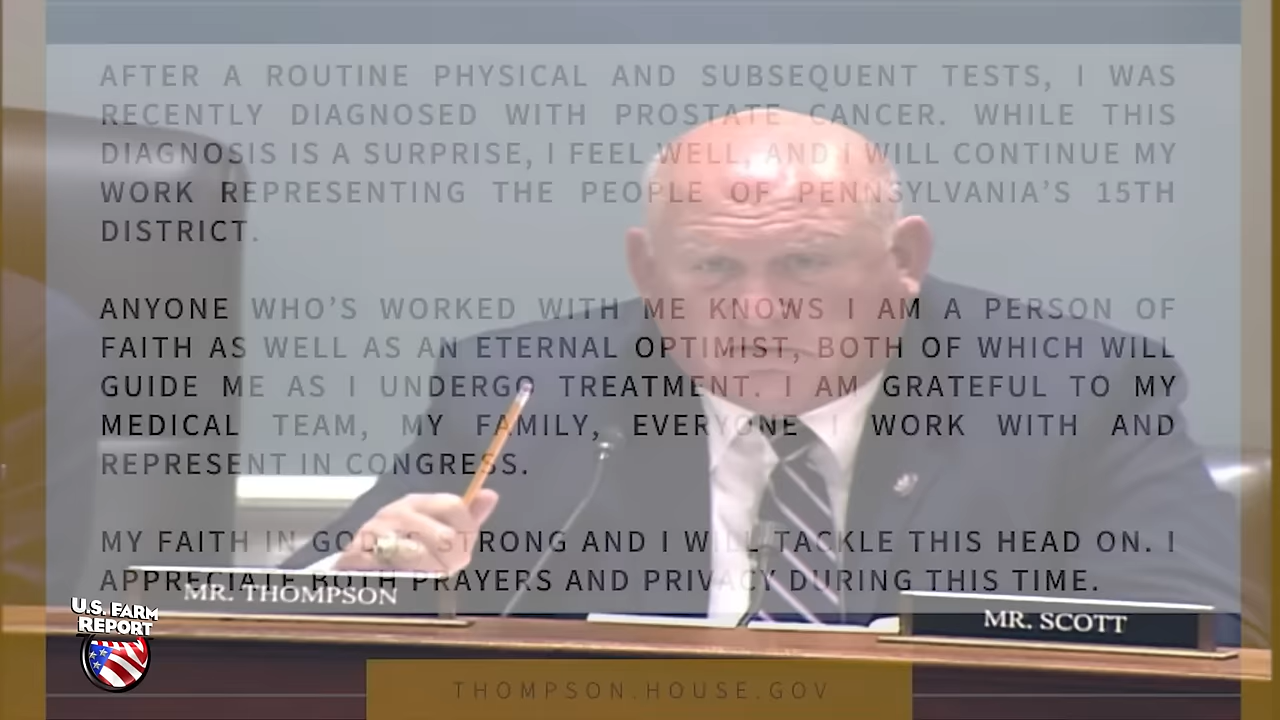 AFTER A ROUTINE PHYSICAL AND SUBSEQUENT TESTS, I WAS
RECENTLY DIAGNOSED WITH PROSTATE CANCER. WHILE THIS
DIAGNOSIS IS A SURPRISE, I FEEL WELL, AND I WILL CONTINUE MY
WORK REPRESENTING THE PEOPLE OF PENNSYLVANIA’S 15TH
DISTRICT.
ANYONE WHO’S WORKED WITH ME KNOWS I AM A PERSON OF
FAITH AS WELL AS AN ETERNAL OPTIMIST, BOTH OF WHICH WILL
GUIDE ME AS I UNDERGO TREATMENT. I AM GRATEFUL TO MY
MEDICAL TEAM, MY FAMILY, EVERYONE I WORK WITH AND
REPRESENT IN CONGRESS.
MY FAITH IN GOD IS STRONG AND I WILL TACKLE THIS HEAD ON. I
APPRECIATE BOTH PRAYERS AND PRIVACY DURING THIS TIME.
MR. THOMPSON
MR. SCOTT
U.S. FARM
REPORT
THOMPSON.HOUSE.GOV